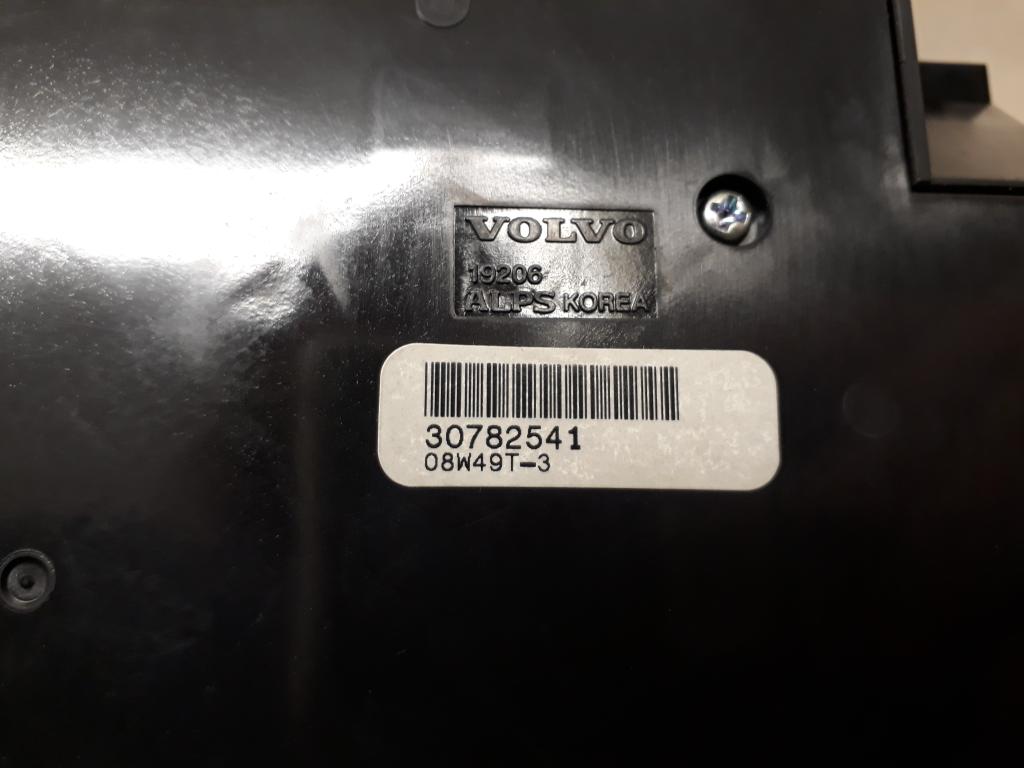 VOLVO
19206
ALPS KOREA
30782541
08W49T-3